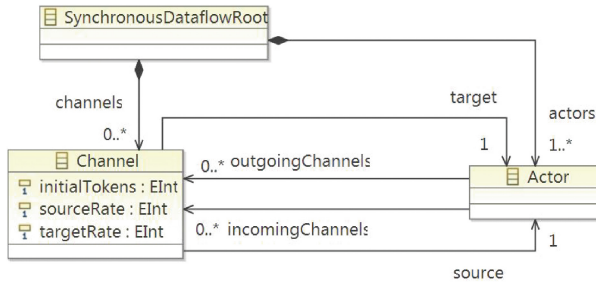 SynchronousDataflowRoot
channels
target
actors
0..*
1
1..*
Channel
0..*
outgoingChannels
Actor
initialTokens : EInt
sourceRate : EInt
targetRate : EInt
0..*
incomingChannels
1
source